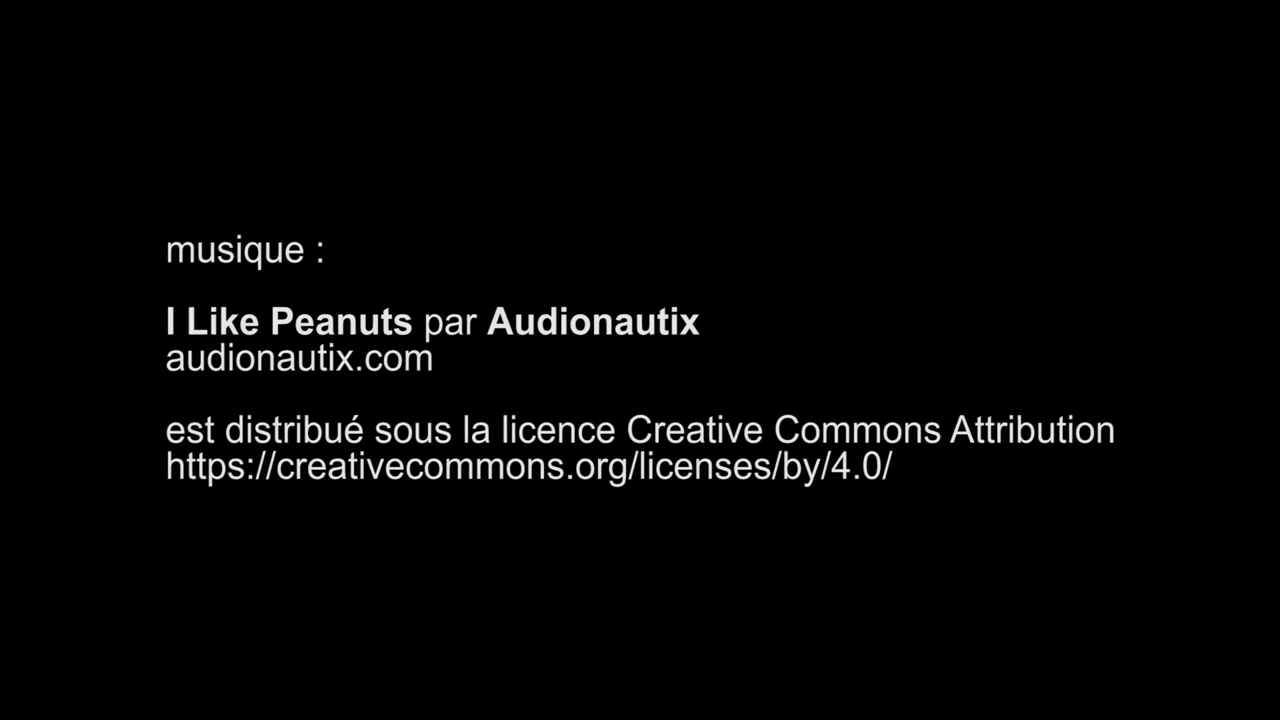 musique :
I Like Peanuts par Audionautix
audionautix.com
est distribué sous la licence Creative Commons Attribution
https://creativecommons.org/licenses/by/4.0/